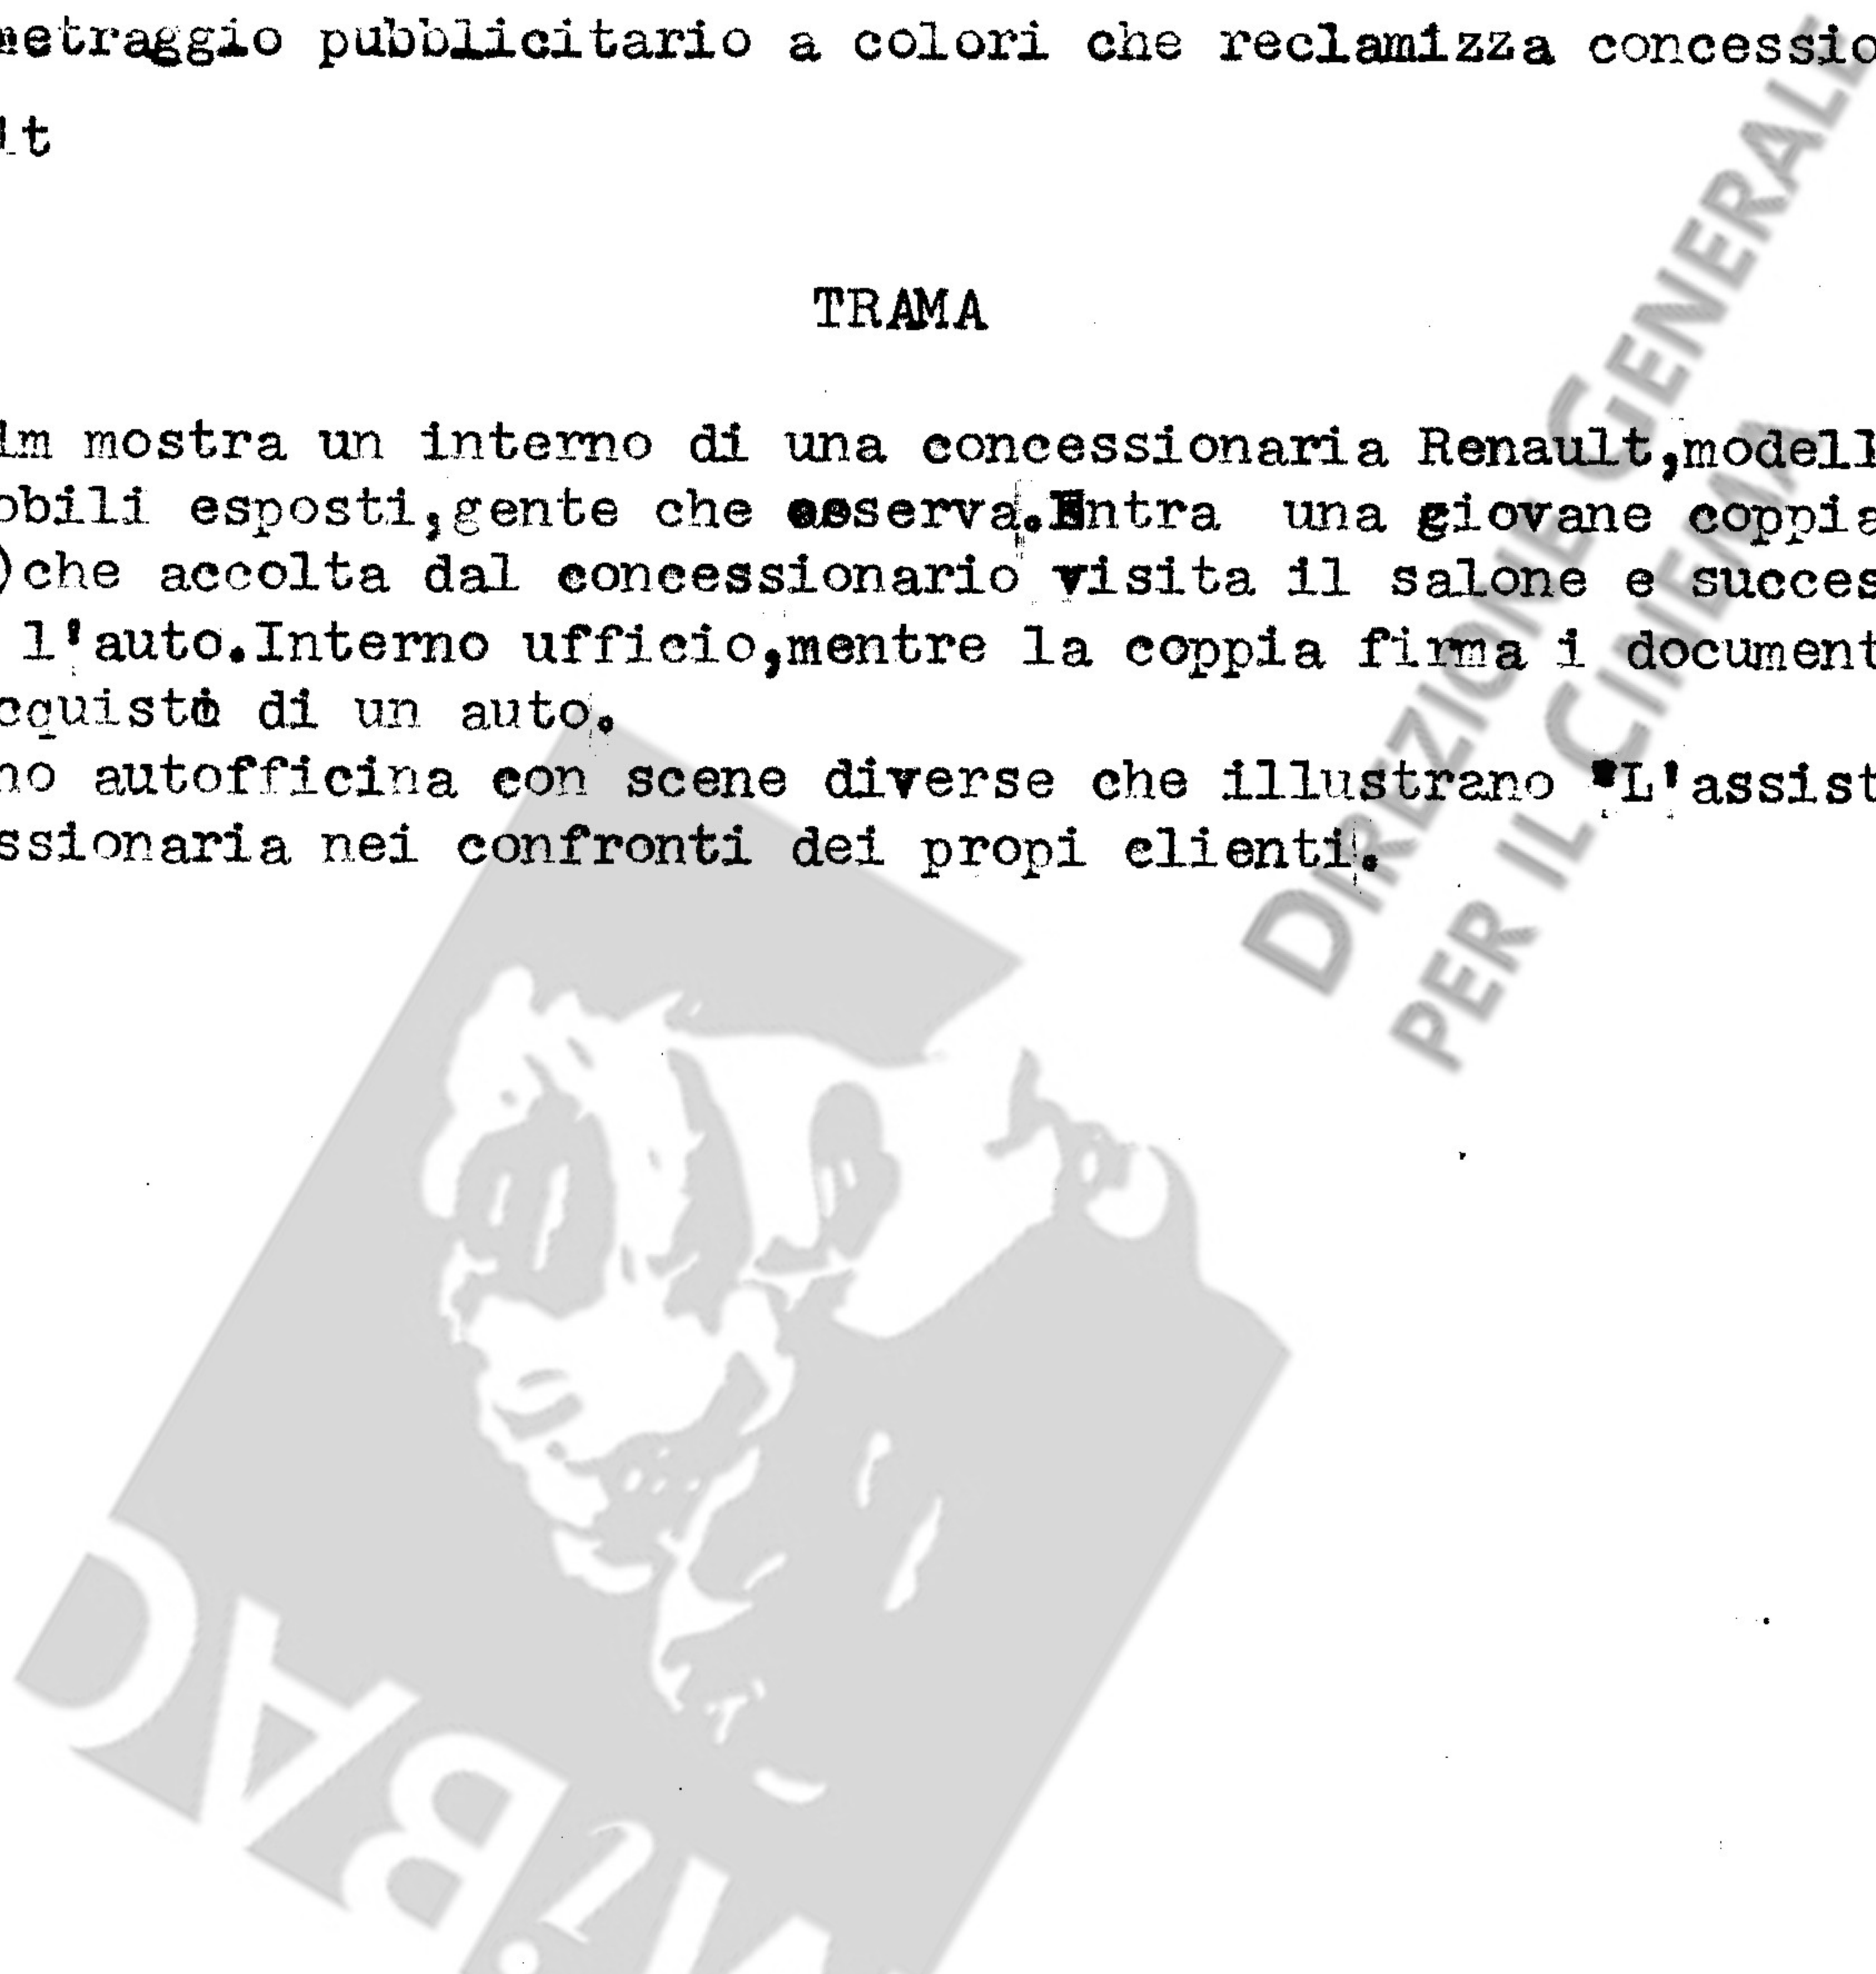 metraggio pubblicitario a colori che reclamizza concessio
lt
TRAMA
lm mostra un interno di una concessionaria Renault,modell
obili esposti,gente che osserva.Entra una giovane coppia
)che accolta dal concessionario visita il salone e succes
l'auto.Interno ufficio,mentre la coppia firma i document
cquisto di un auto.
no autofficina con scene diverse che illustrano "L'assist
ssionaria nei confronti dei propi clienti.
DIREZIONE GENERALE
PER IL CINEMA
MiBAC